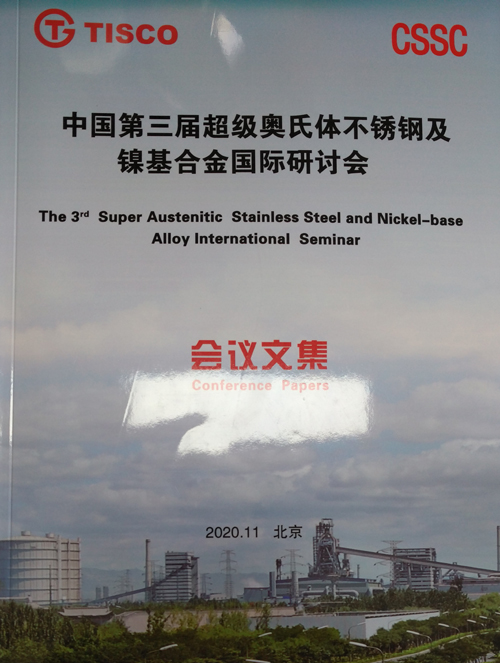 TISCO
CSSC
中国第三届超级奥氏体不锈钢及
镍基合金国际研讨会
The 3rd Super Austenitic Stainless Steel and Nickel-base
Alloy International Seminar
会议文集
Conference Papers
2020.11 北京